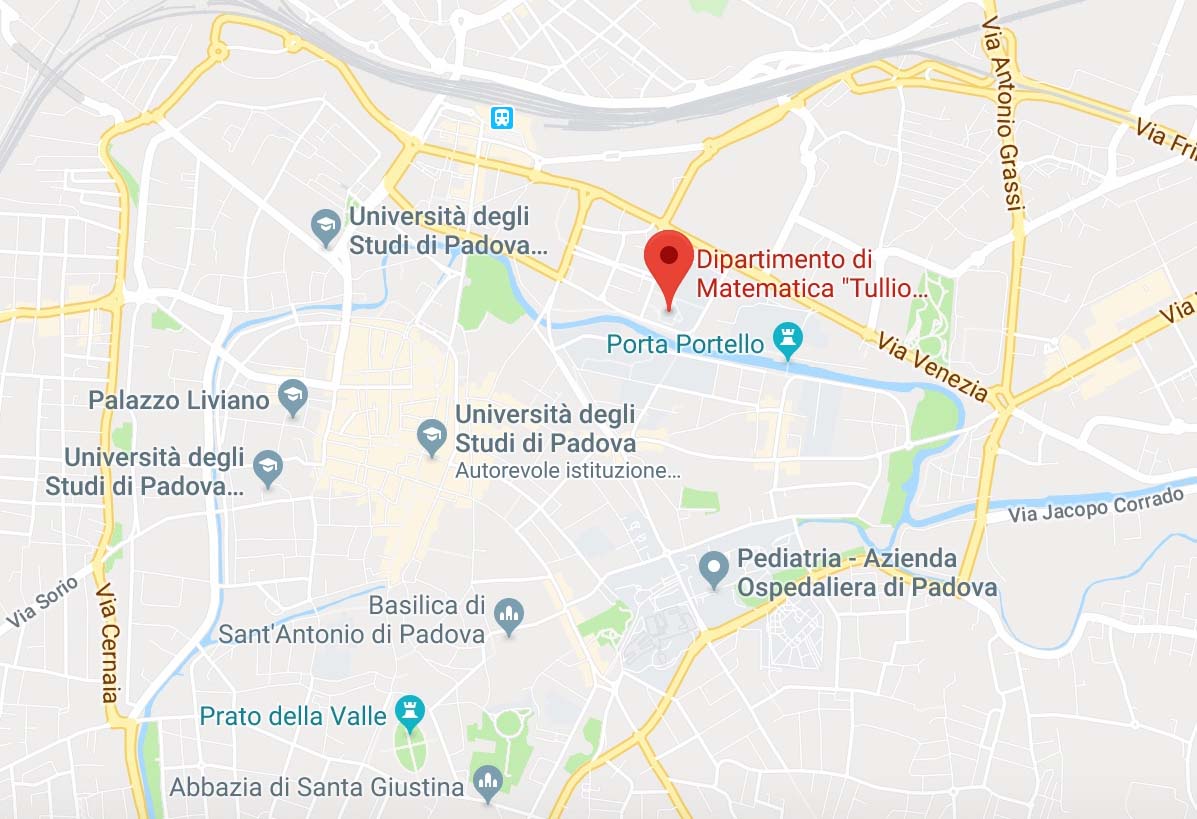 Via Antonio Grassi
Via Fri
Università degli
Studi di Padova...
Dipartimento di
Matematica "Tullio...
Via
Porta Portello
Via Venezia
Palazzo Liviano
Università degli
Studi di Padova
Autorevole istituzione...
Università degli
Studi di Padova...
Via Jacopo Corrado
Pediatria - Azienda
Ospedaliera di Padova
Via Sorio
Via Cernaia
Basilica di
Sant'Antonio di Padova
Prato della Valle
Abbazia di Santa Giustina